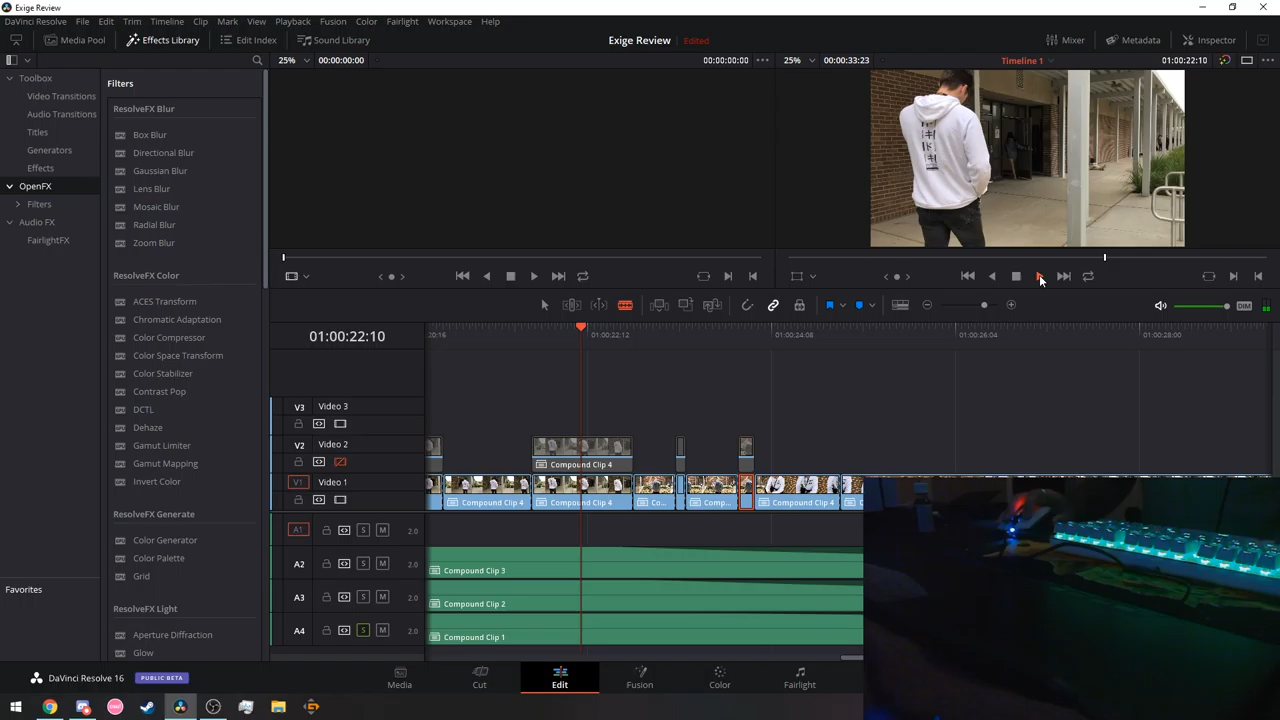 Exige Review
DaVinci Resolve File Edit Trim Timeline Clip Mark View Playback Fusion Color Fairlight Workspace Help
Media Pool Effects Library Edit Index Sound Library Exige Review Edited Mixer Metadata Inspector
25% 00:00:00:00 00:00:00:00 25% 00:00:33:23 Timeline 1 01:00:22:10
Toolbox
Video Transitions
Audio Transitions
Titles
Generators
Effects
OpenFX
Filters
Audio FX
FairlightFX
Favorites
Filters
ResolveFX Blur
Box Blur
Directional Blur
Gaussian Blur
Lens Blur
Mosaic Blur
Radial Blur
Zoom Blur
ResolveFX Color
ACES Transform
Chromatic Adaptation
Color Compressor
Color Space Transform
Color Stabilizer
Contrast Pop
DCTL
Dehaze
Gamut Limiter
Gamut Mapping
Invert Color
ResolveFX Generate
Color Generator
Color Palette
Grid
ResolveFX Light
Aperture Diffraction
Glow
DIM
01:00:22:10
20:16 01:00:22:12 01:00:24:08 01:00:26:04 01:00:28:00
V3 Video 3
V2 Video 2
Compound Clip 4
V1 Video 1
Compound Clip 4 Compound Clip 4 Co... Comp... Compound Clip 4
A1 S M 2.0
A2 S M 2.0 Compound Clip 3
A3 S M 2.0 Compound Clip 2
A4 S M 2.0 Compound Clip 1
DaVinci Resolve 16 PUBLIC BETA
Media Cut Edit Fusion Color Fairlight